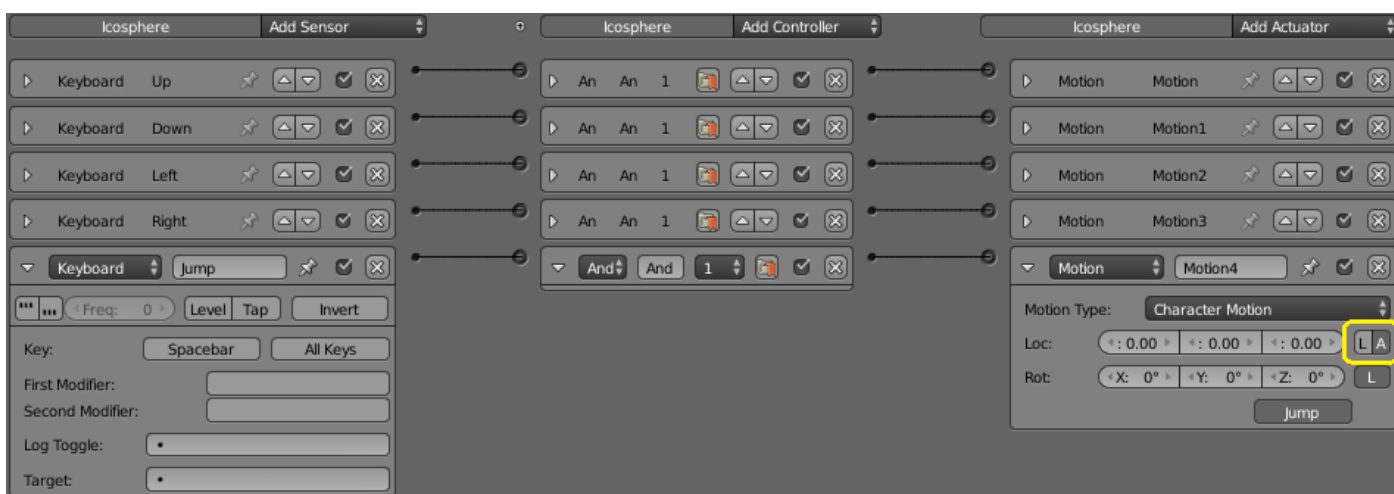 Icosphere Add Sensor Icosphere Add Controller Icosphere Add Actuator
Keyboard Up An An 1 Motion Motion
Keyboard Down An An 1 Motion Motion1
Keyboard Left An An 1 Motion Motion2
Keyboard Right An An 1 Motion Motion3
Keyboard Jump And And 1 Motion Motion4
Freq: 0 Level Tap Invert Motion Type: Character Motion
Key: Spacebar All Keys Loc: : 0.00 : 0.00 : 0.00 L A
First Modifier: Rot: X: 0° Y: 0° Z: 0° L
Second Modifier: Jump
Log Toggle:
Target: